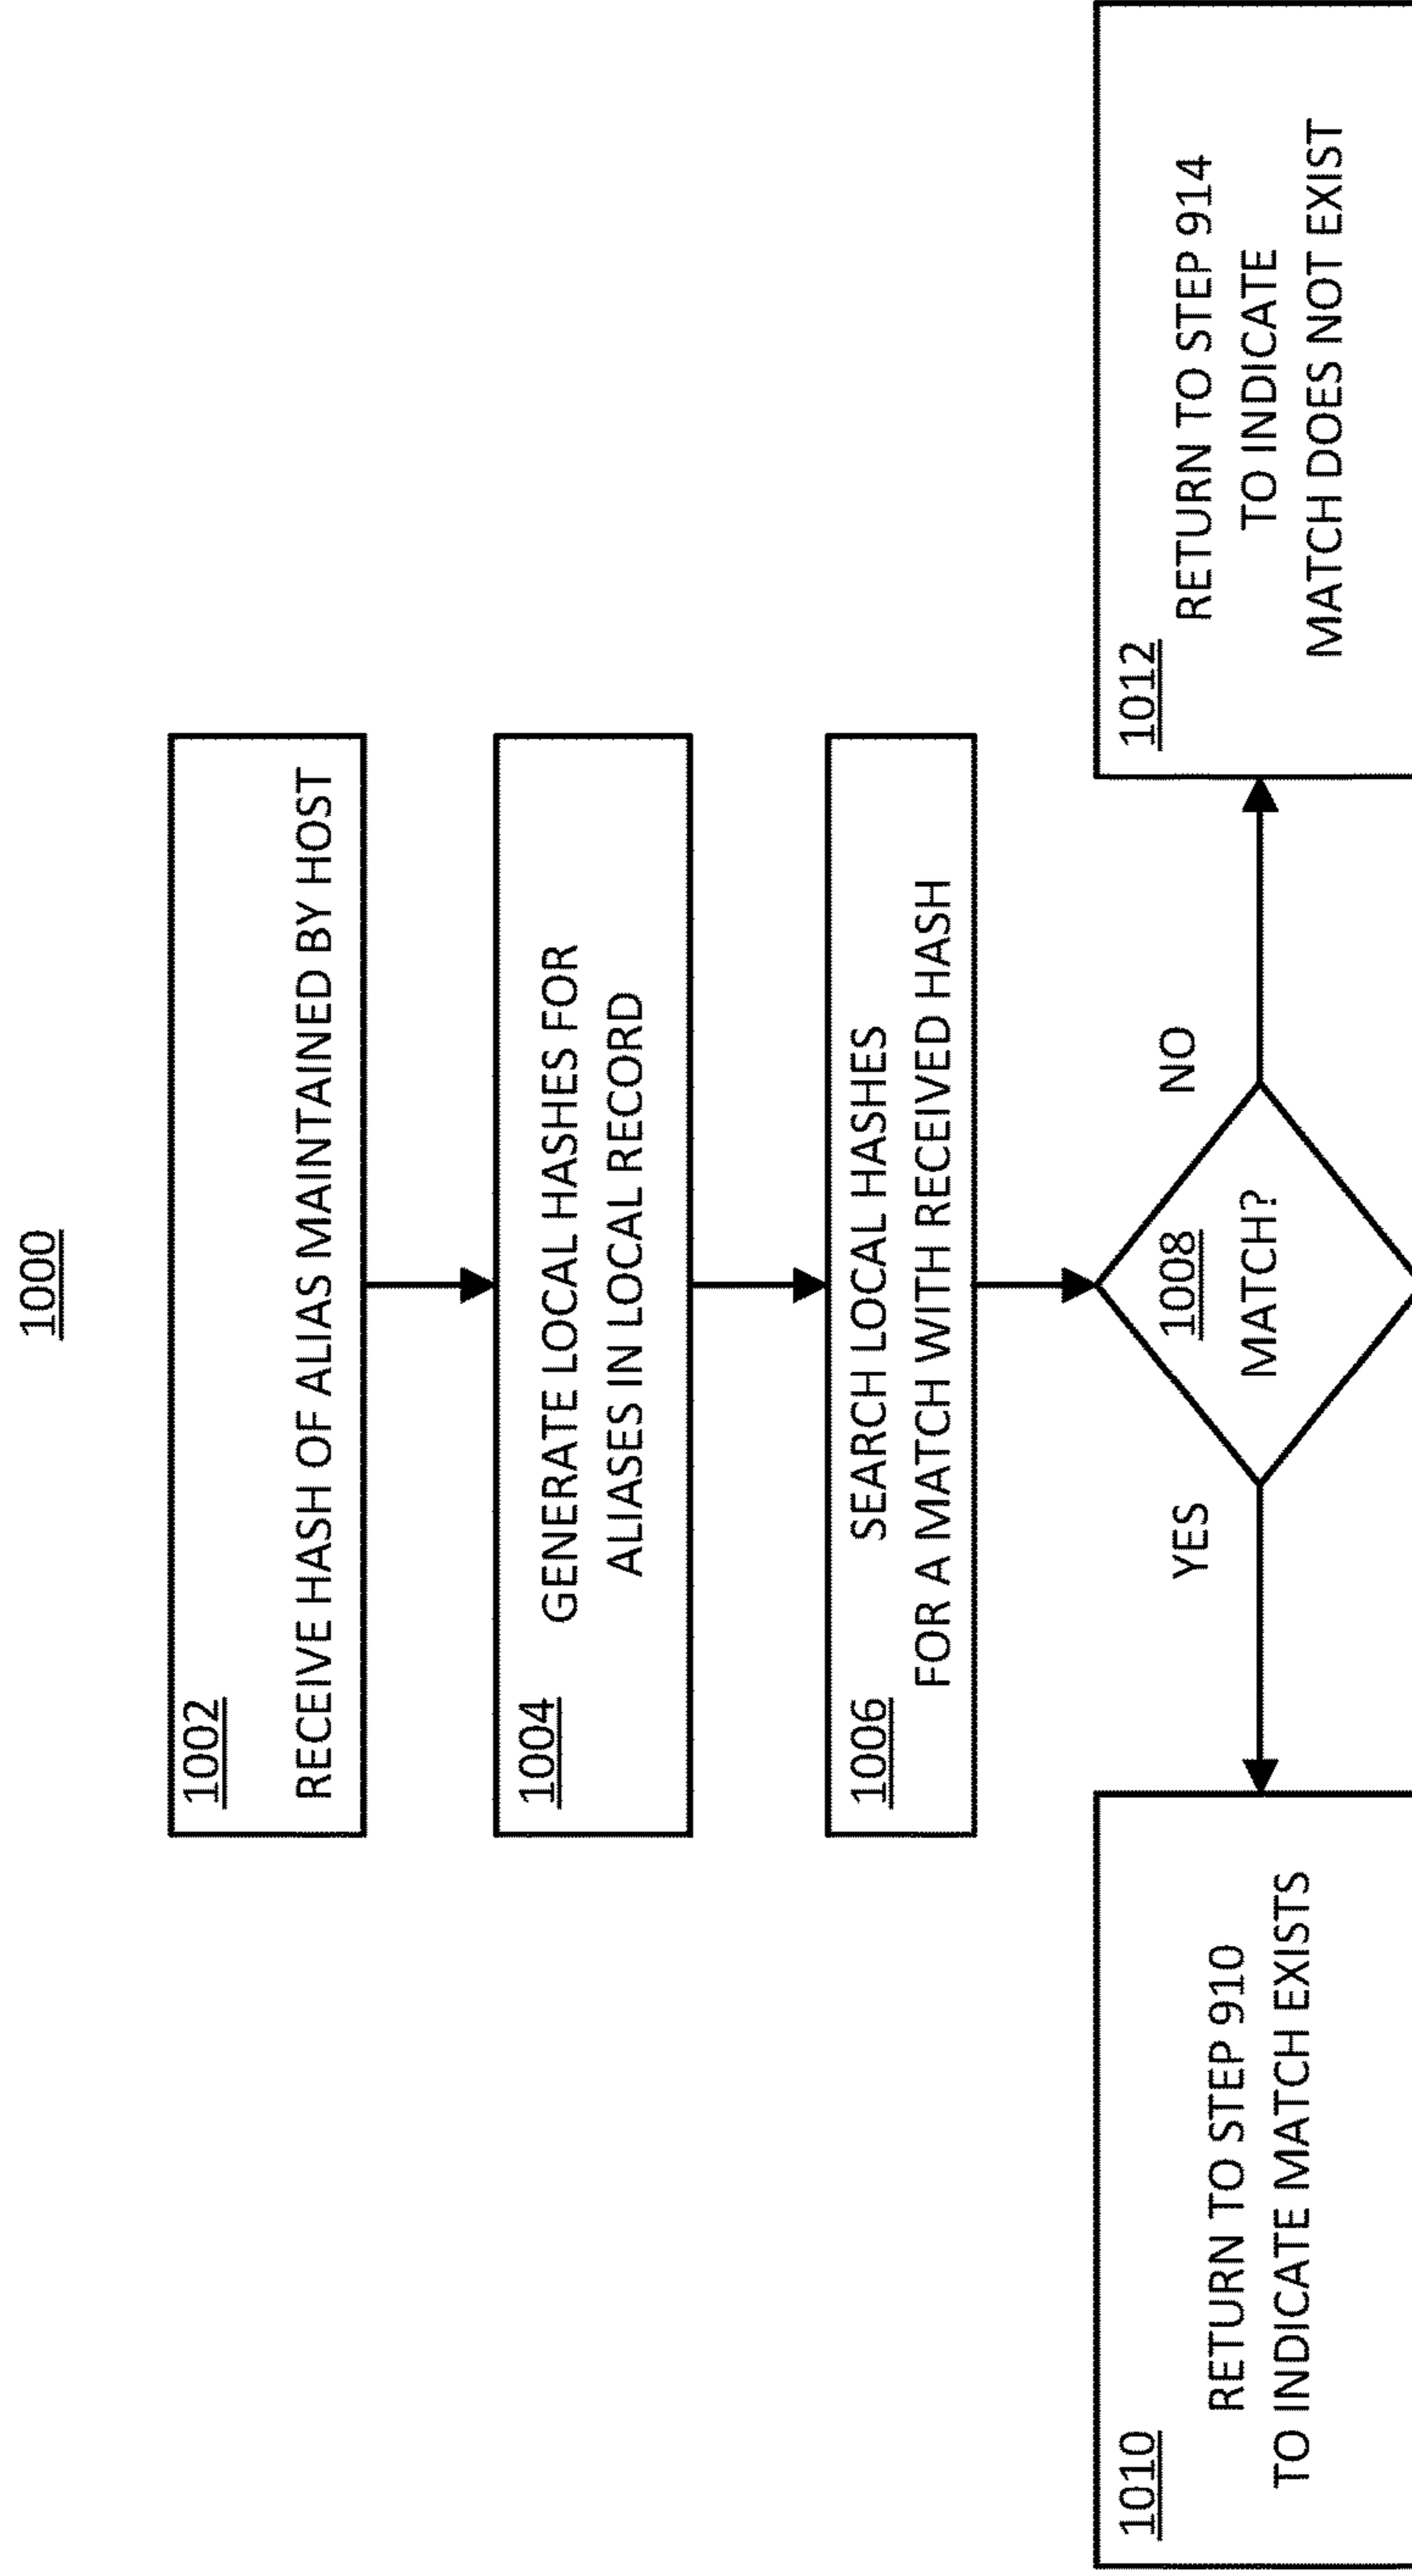 1000
1002
RECEIVE HASH OF ALIAS MAINTAINED BY HOST
1004
GENERATE LOCAL HASHES FOR
ALIASES IN LOCAL RECORD
1006
SEARCH LOCAL HASHES
FOR A MATCH WITH RECEIVED HASH
1008
MATCH?
YES
NO
1010
RETURN TO STEP 910
TO INDICATE MATCH EXISTS
1012
RETURN TO STEP 914
TO INDICATE
MATCH DOES NOT EXIST